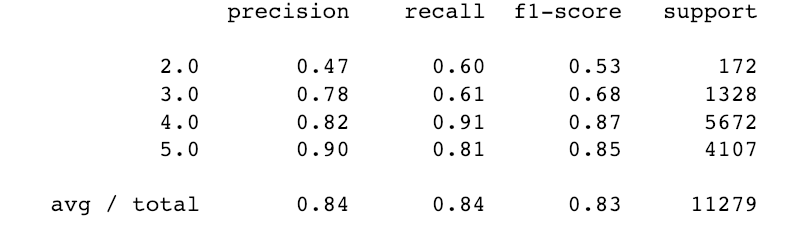 precision recall f1-score support
2.0 0.47 0.60 0.53 172
3.0 0.78 0.61 0.68 1328
4.0 0.82 0.91 0.87 5672
5.0 0.90 0.81 0.85 4107
avg / total 0.84 0.84 0.83 11279